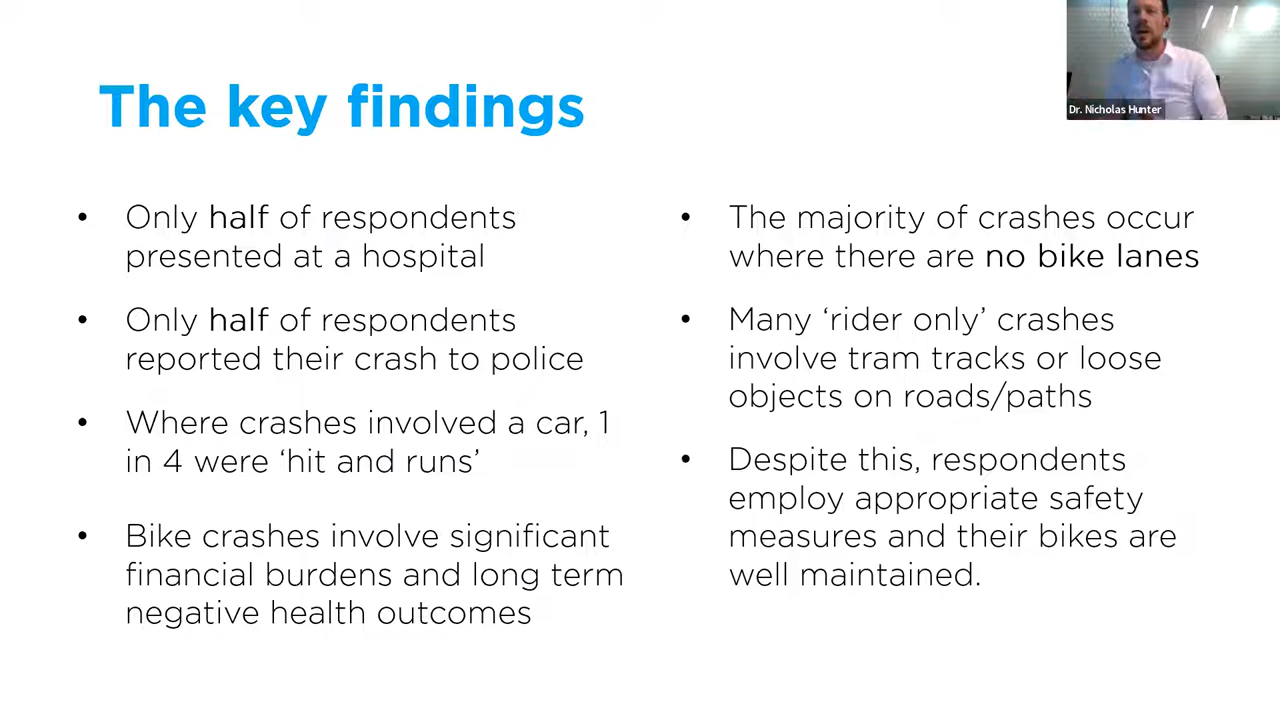 The key findings
Dr. Nicholas Hunter
• Only half of respondents
presented at a hospital
• Only half of respondents
reported their crash to police
• Where crashes involved a car, 1
in 4 were ‘hit and runs’
• Bike crashes involve significant
financial burdens and long term
negative health outcomes
• The majority of crashes occur
where there are no bike lanes
• Many ‘rider only’ crashes
involve tram tracks or loose
objects on roads/paths
• Despite this, respondents
employ appropriate safety
measures and their bikes are
well maintained.